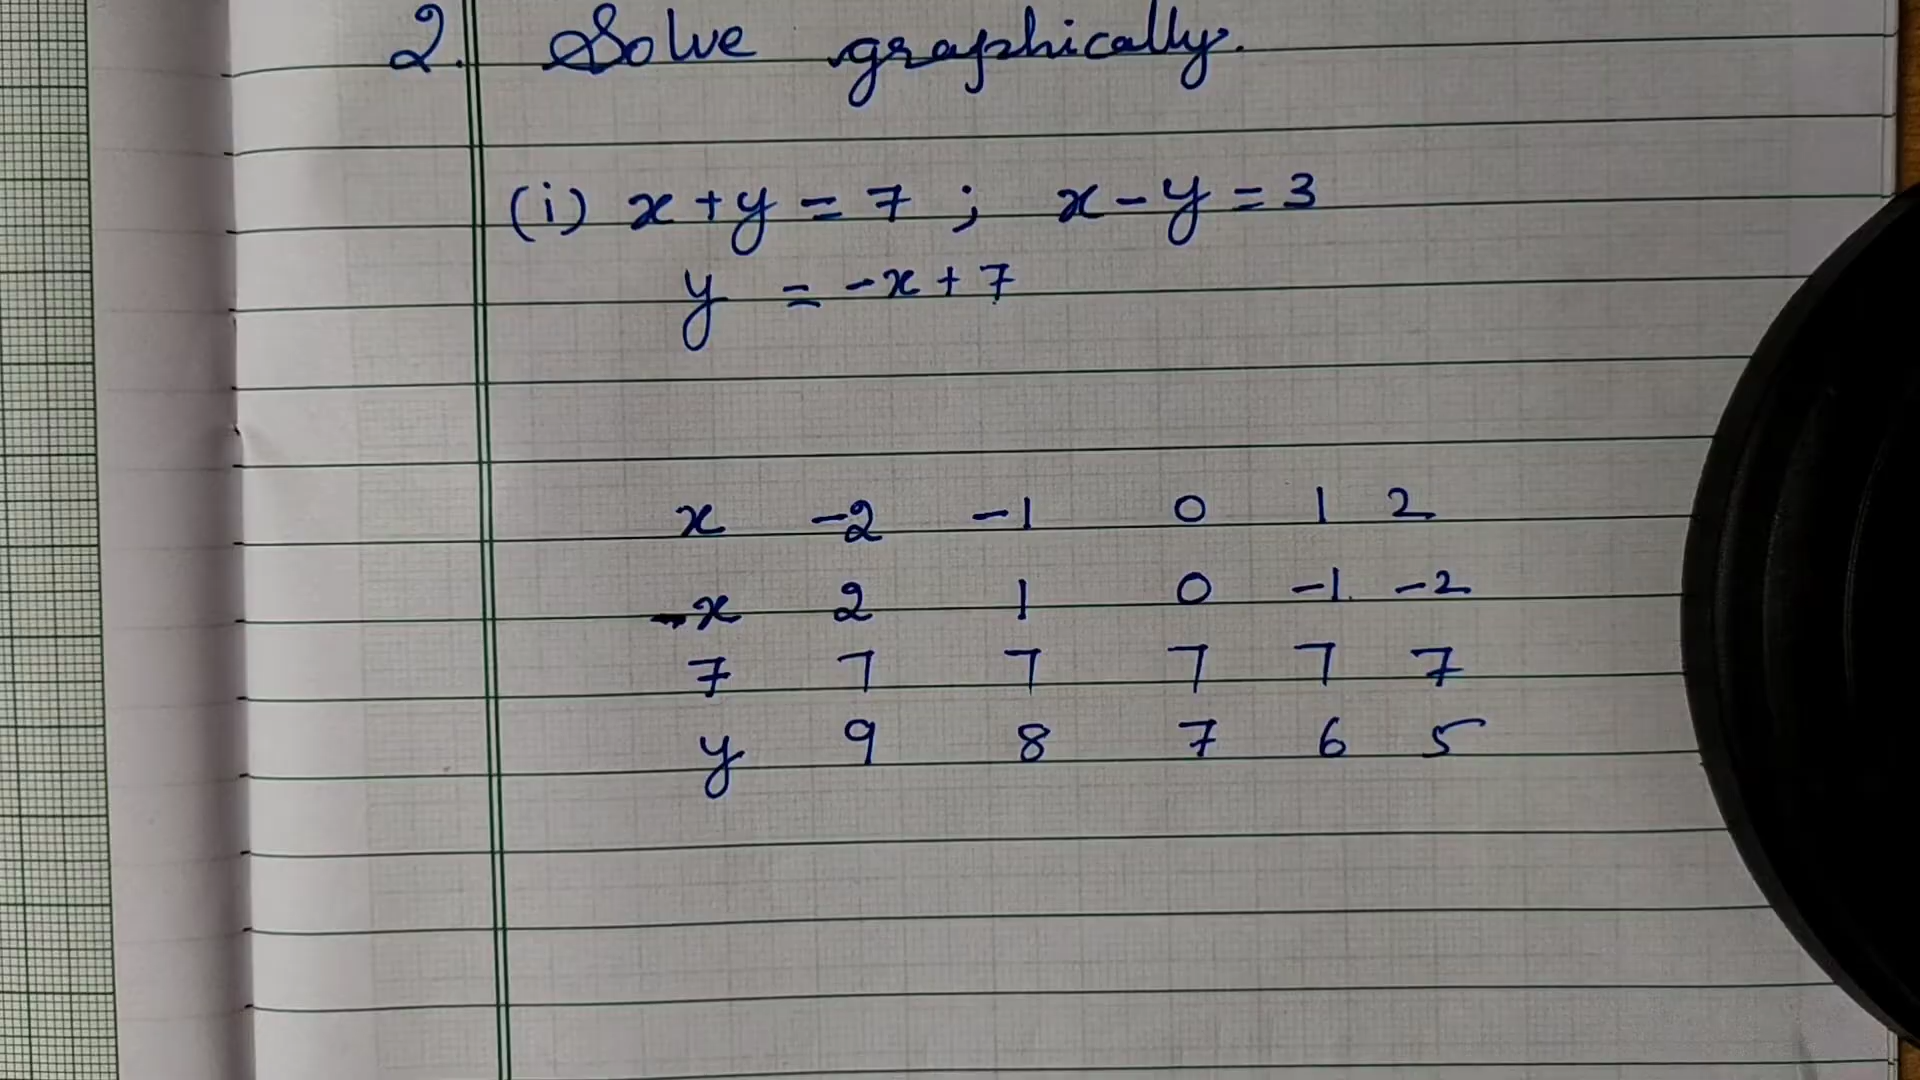 2. Solve graphically.
(i) x + y = 7 ; x - y = 3
y = -x + 7
x -2 -1 0 1 2
-x 2 1 0 -1 -2
7 7 7 7 7 7
y 9 8 7 6 5